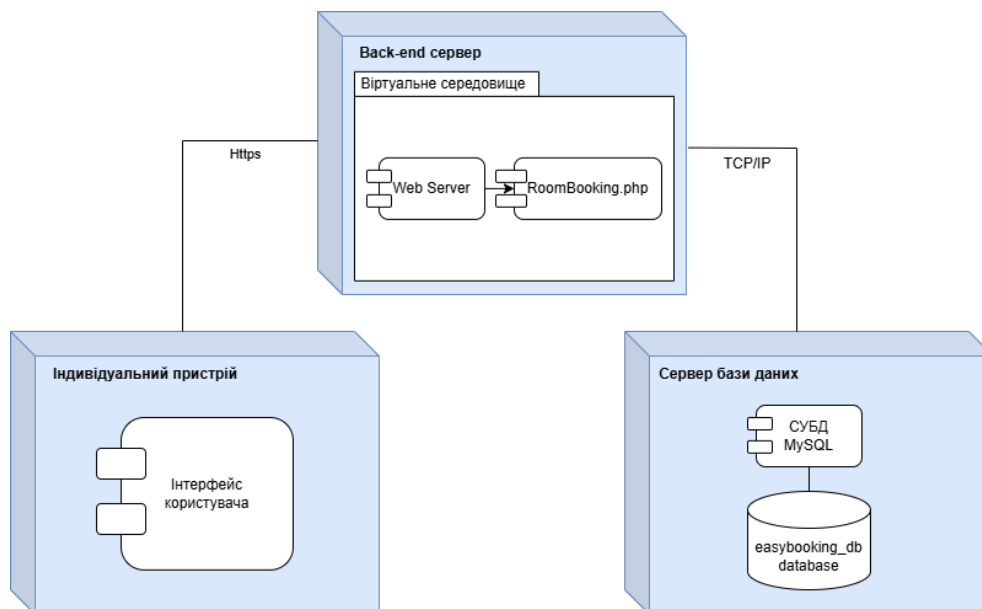 Back-end сервер
Віртуальне середовище
Https
Web Server
RoomBooking.php
TCP/IP
Індивідуальний пристрій
Інтерфейс
користувача
Сервер бази даних
СУБД
MySQL
easybooking_db
database